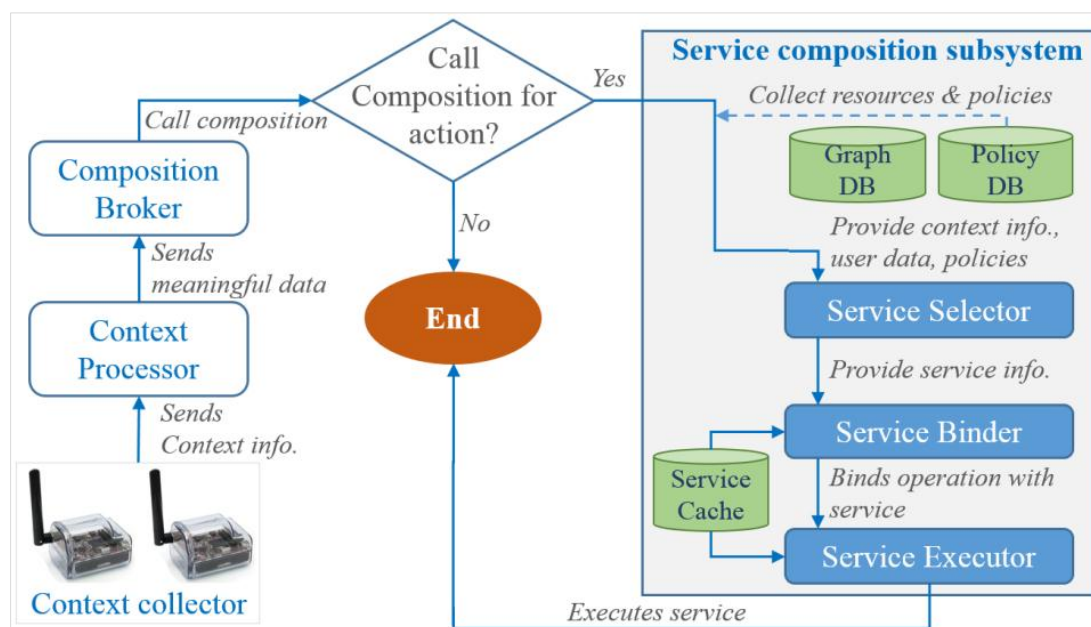 Service composition subsystem
Call
Composition for
action?
Yes
Collect resources & policies
Call composition
Graph
DB
Policy
DB
Composition
Broker
No
Provide context info.,
user data, policies
Sends
meaningful data
End
Service Selector
Context
Processor
Provide service info.
Sends
Context info.
Service Binder
Service
Cache
Binds operation with
service
Service Executor
Context collector
Executes service